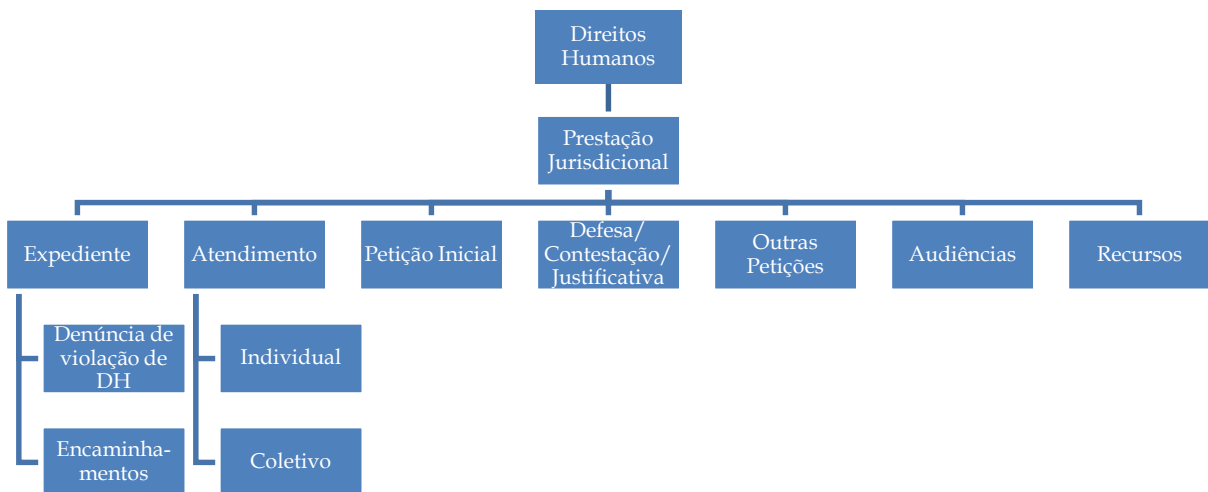 Direitos
Humanos
Prestação
Jurisdicional
Expediente
Atendimento
Petição Inicial
Defesa/
Contestação/
Justificativa
Outras
Petições
Audiências
Recursos
Denúncia de
violação de
DH
Individual
Encaminha-
mentos
Coletivo